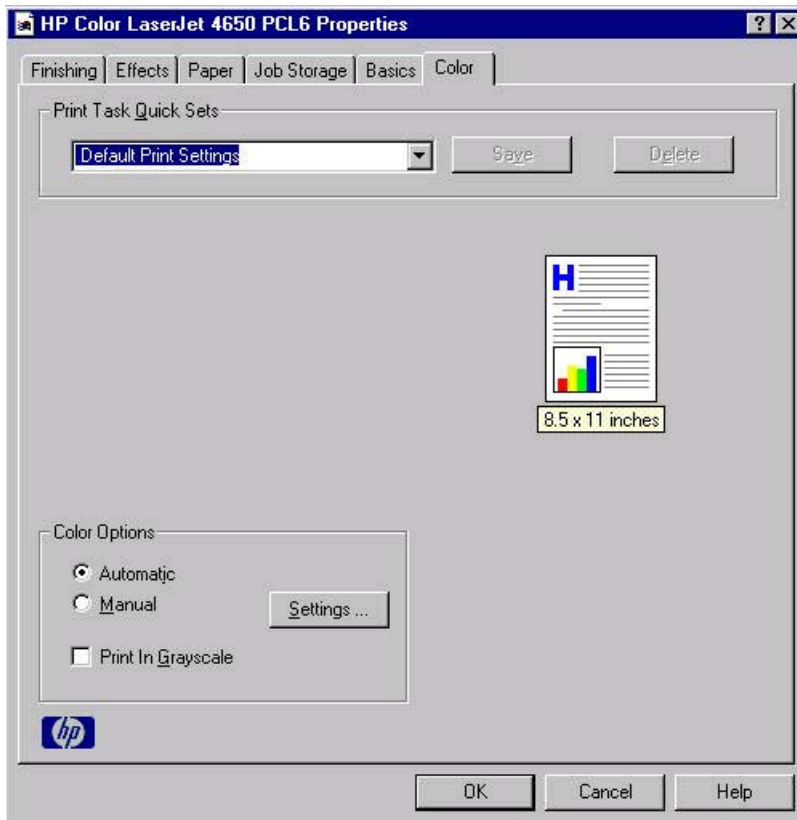 HP Color LaserJet 4650 PCL6 Properties
Finishing Effects Paper Job Storage Basics Color
Print Task Quick Sets
Default Print Settings Save Delete
H
8.5 x 11 inches
Color Options
Automatic
Manual
Settings ...
Print In Grayscale
hp
OK Cancel Help